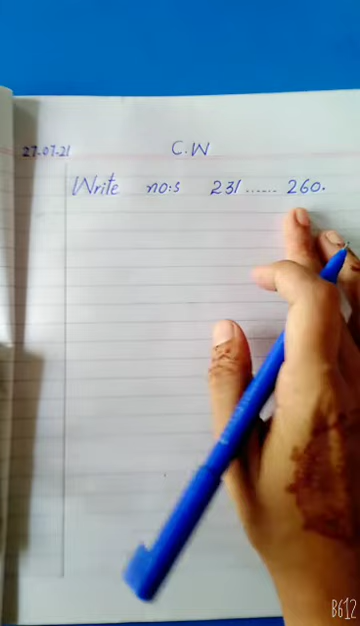 27-07-21
C.W
Write no:s 231 ...... 260.
B612